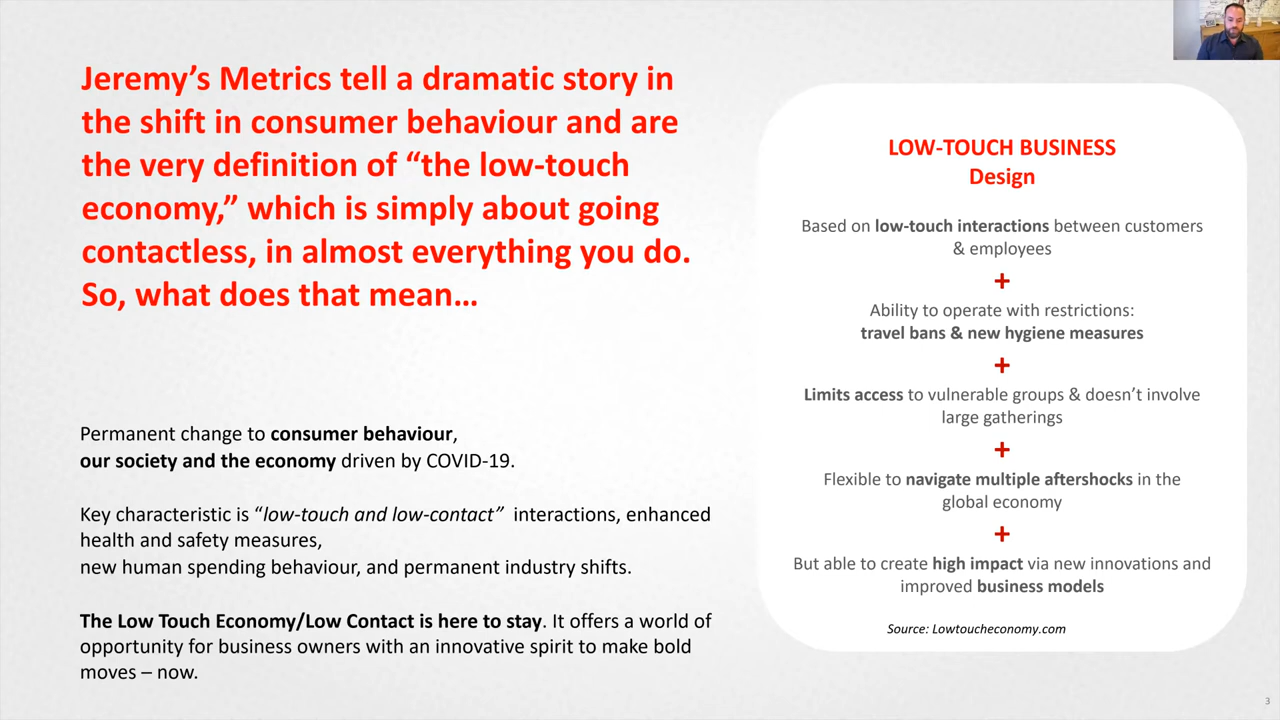 Jeremy’s Metrics tell a dramatic story in
the shift in consumer behaviour and are
the very definition of “the low-touch
economy,” which is simply about going
contactless, in almost everything you do.
So, what does that mean…
Permanent change to consumer behaviour,
our society and the economy driven by COVID-19.
Key characteristic is “low-touch and low-contact” interactions, enhanced
health and safety measures,
new human spending behaviour, and permanent industry shifts.
The Low Touch Economy/Low Contact is here to stay. It offers a world of
opportunity for business owners with an innovative spirit to make bold
moves – now.
LOW-TOUCH BUSINESS
Design
Based on low-touch interactions between customers
& employees
+
Ability to operate with restrictions:
travel bans & new hygiene measures
+
Limits access to vulnerable groups & doesn’t involve
large gatherings
+
Flexible to navigate multiple aftershocks in the
global economy
+
But able to create high impact via new innovations and
improved business models
Source: Lowtoucheconomy.com
3